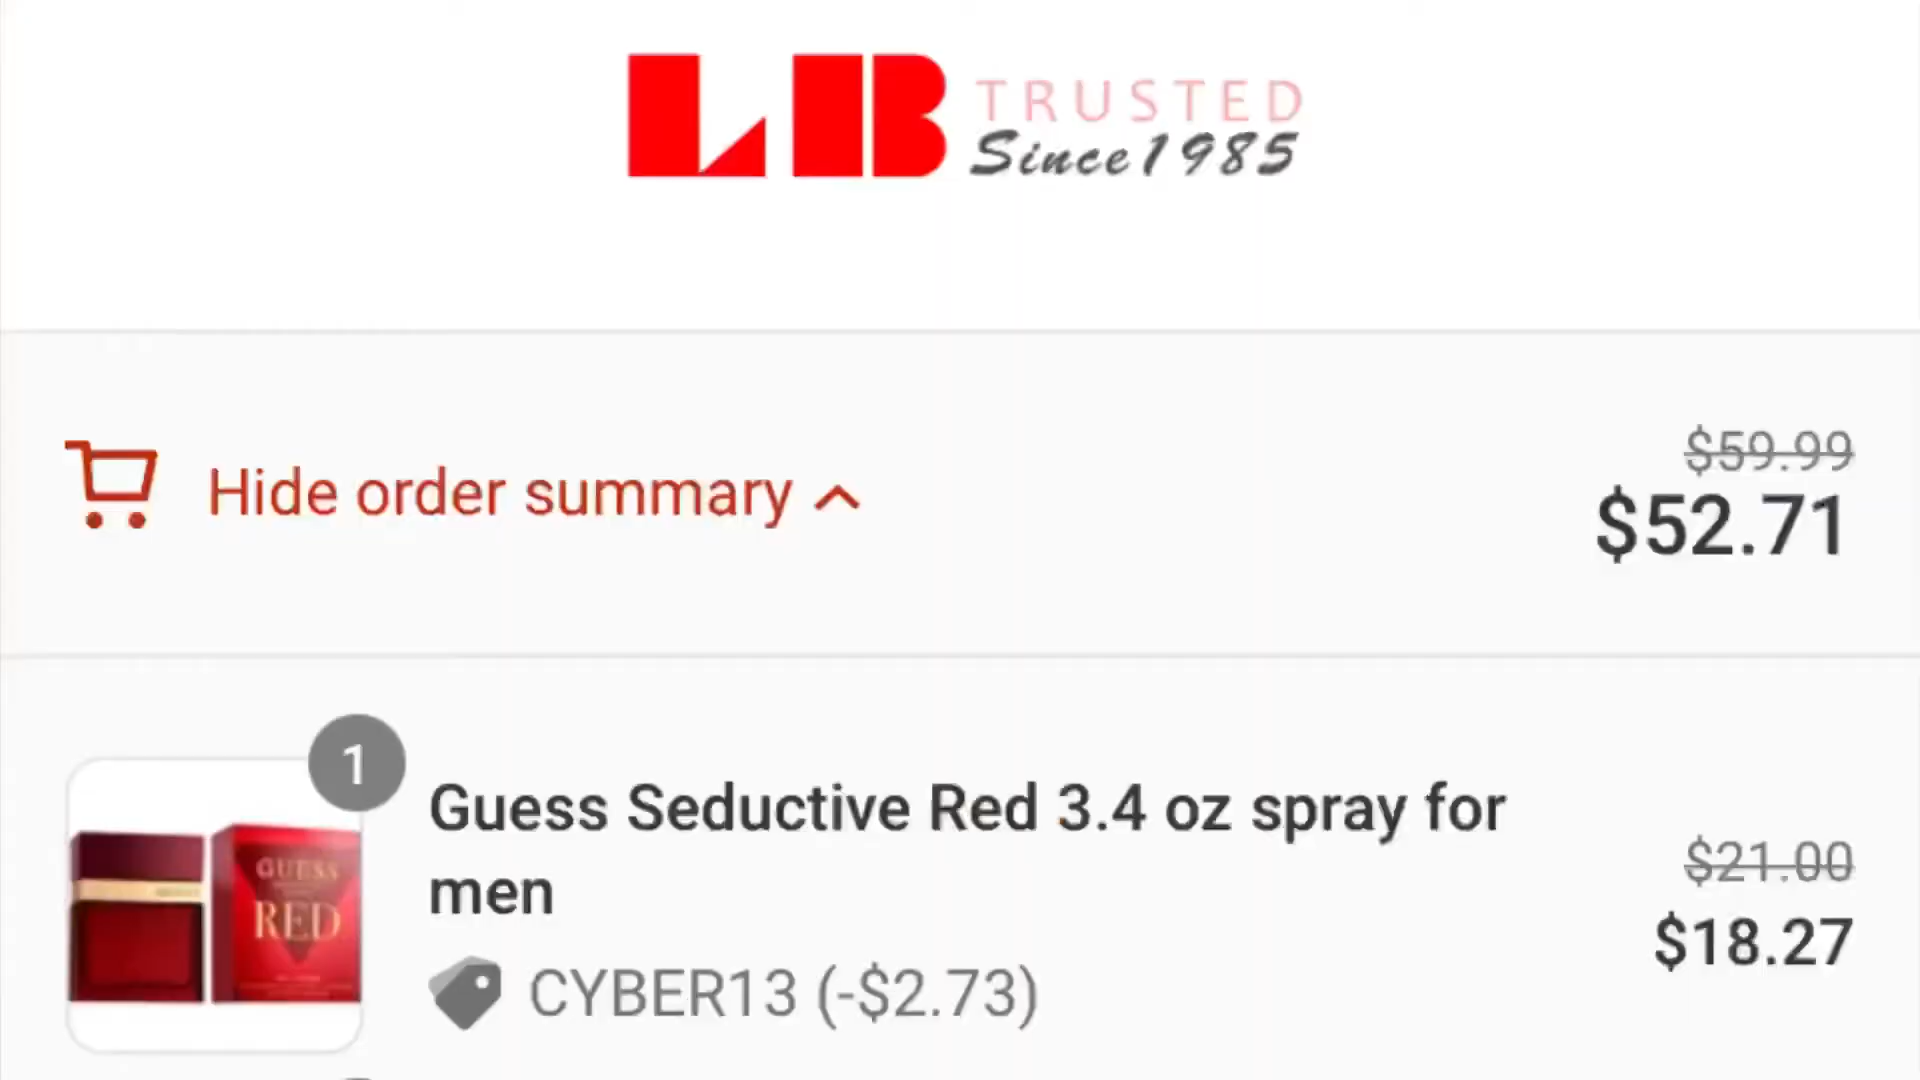 LB TRUSTED
Since 1985
$59.99
Hide order summary
$52.71
1
Guess Seductive Red 3.4 oz spray for
men
$21.00
$18.27
CYBER13 (-$2.73)
GUESS
RED